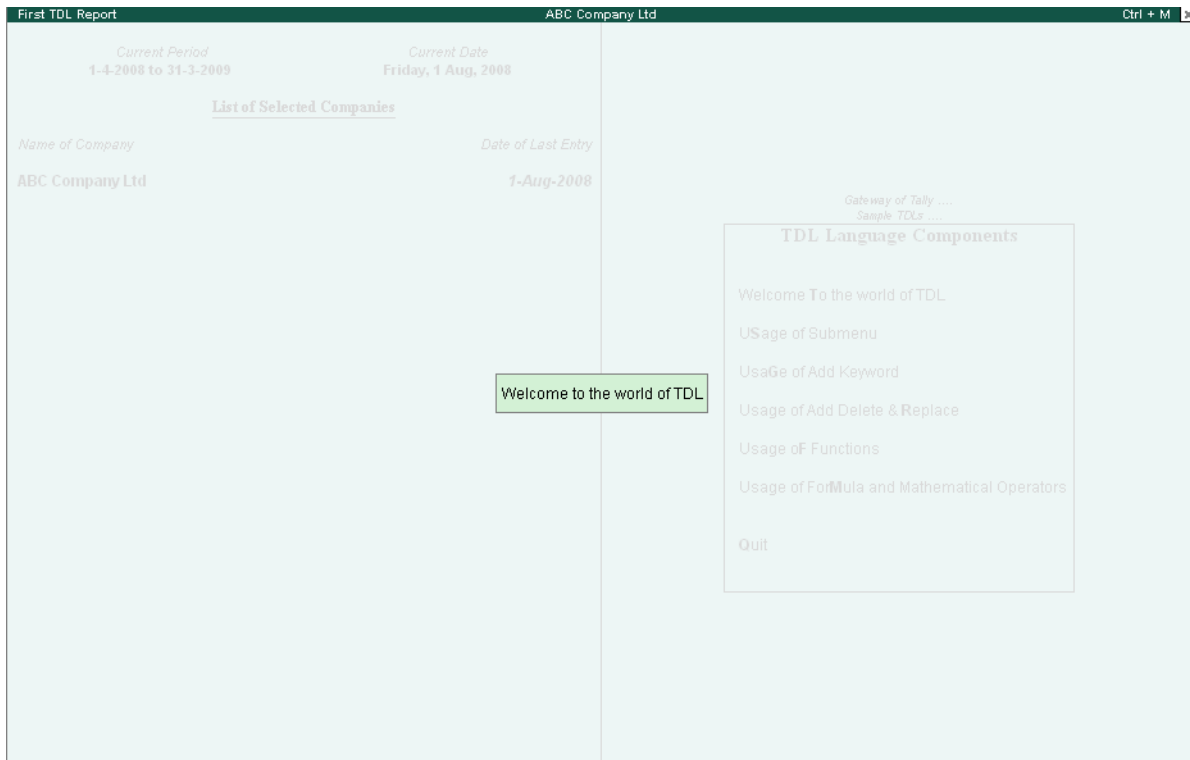 First TDL Report ABC Company Ltd Ctrl + M
Current Period Current Date
1-4-2008 to 31-3-2009 Friday, 1 Aug, 2008
List of Selected Companies
Name of Company Date of Last Entry
ABC Company Ltd 1-Aug-2008
Gateway of Tally ....
Sample TDLs ....
TDL Language Components
Welcome To the world of TDL
USage of Submenu
UsaGe of Add Keyword
Usage of Add Delete & Replace
Usage oF Functions
Usage of ForMula and Mathematical Operators
Quit
Welcome to the world of TDL